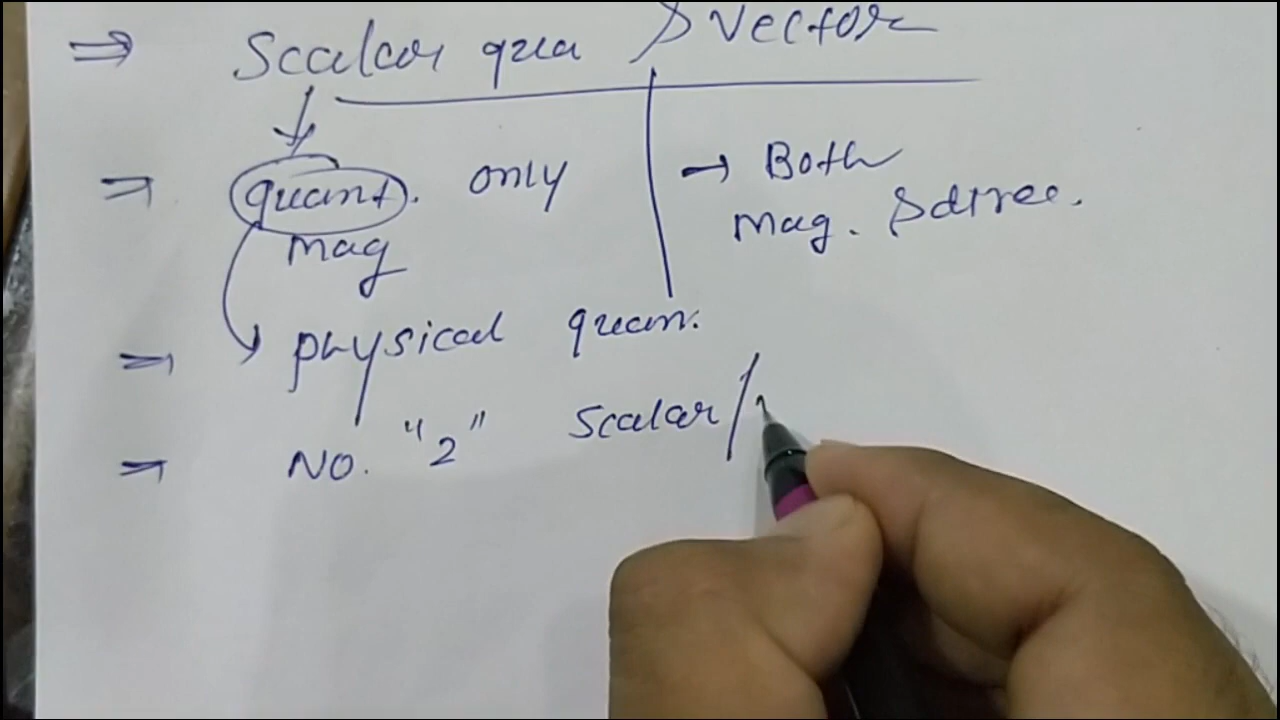 ⇒ Scalar qua & vector
→ quant. only
mag
→ Both
Mag. & direc.
→ physical quan.
→ NO. "2" Scalar /